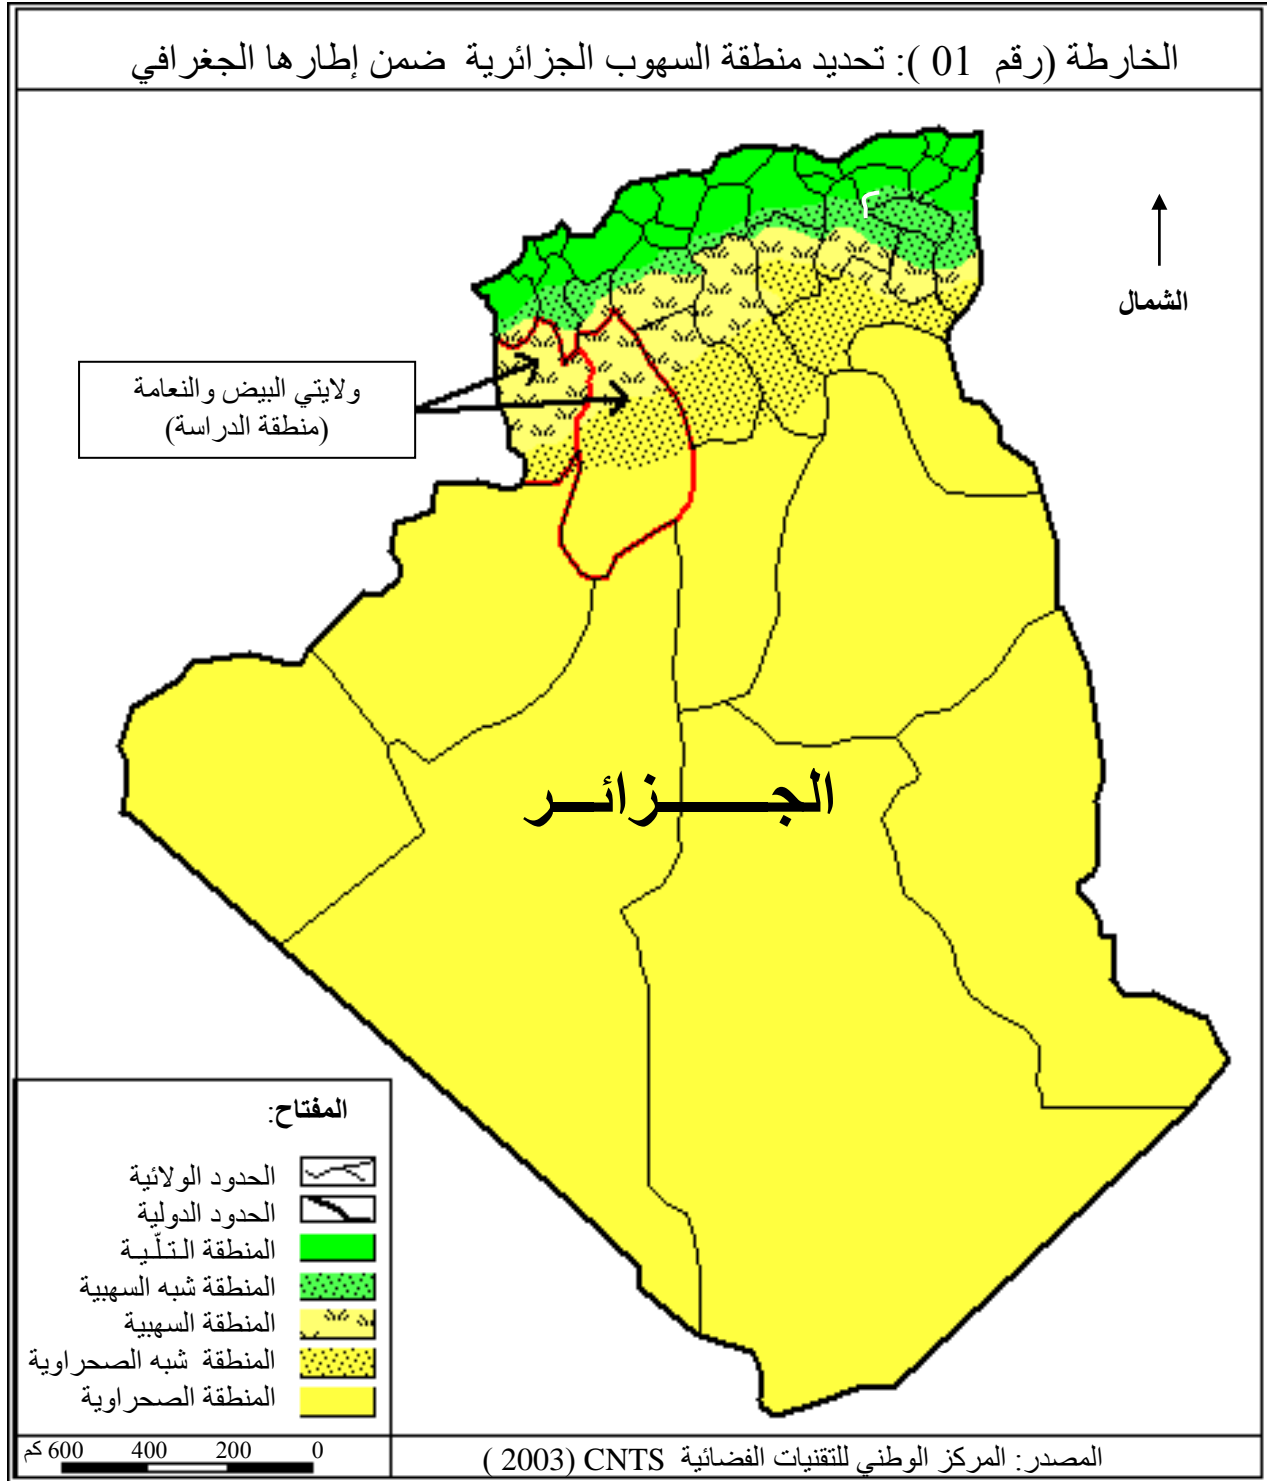 الخارطة (رقم 01 ): تحديد منطقة السهوب الجزائرية ضمن إطارها الجغرافي
الشمال
ولايتي البيض والنعامة
(منطقة الدراسة)
الجـــــزائــر
المفتاح:
الحدود الولائية
الحدود الدولية
المنطقة التـلّـيـة
المنطقة شبه السهبية
المنطقة السهبية
المنطقة شبه الصحراوية
المنطقة الصحراوية
0 200 400 600 كم
المصدر: المركز الوطني للتقنيات الفضائية CNTS (2003 )